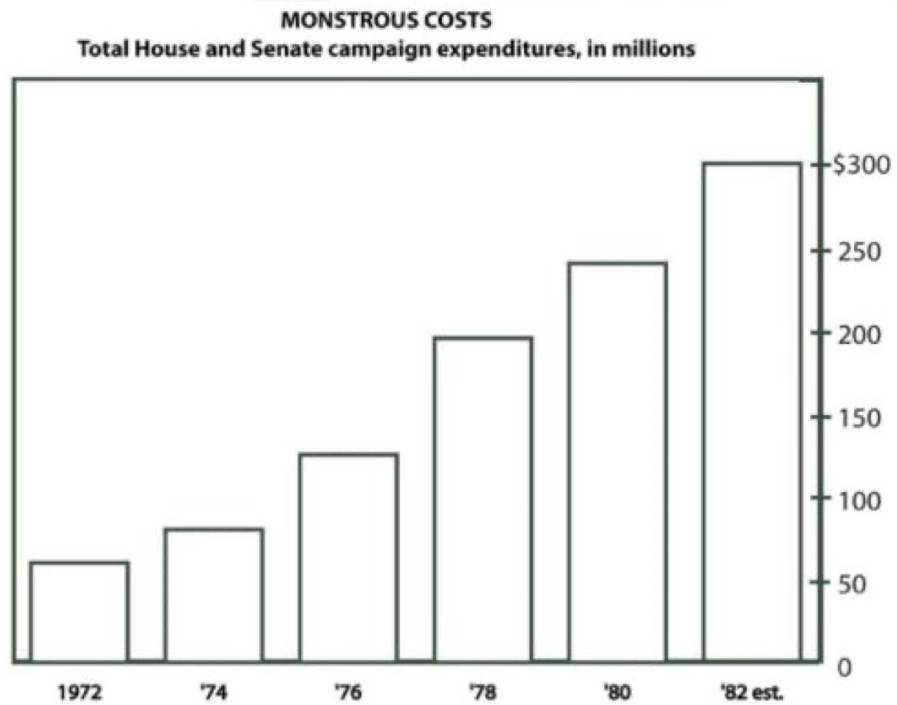 MONSTROUS COSTS
Total House and Senate campaign expenditures, in millions
$300
250
200
150
100
50
0
1972 '74 '76 '78 '80 '82 est.